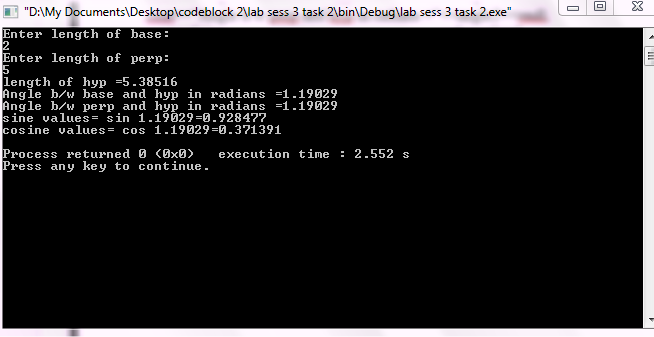 "D:\My Documents\Desktop\codeblock 2\lab sess 3 task 2\bin\Debug\lab sess 3 task 2.exe"
Enter length of base:
2
Enter length of perp:
5
length of hyp =5.38516
Angle b/w base and hyp in radians =1.19029
Angle b/w perp and hyp in radians =1.19029
sine values= sin 1.19029=0.928477
cosine values= cos 1.19029=0.371391
Process returned 0 (0x0)   execution time : 2.552 s
Press any key to continue.